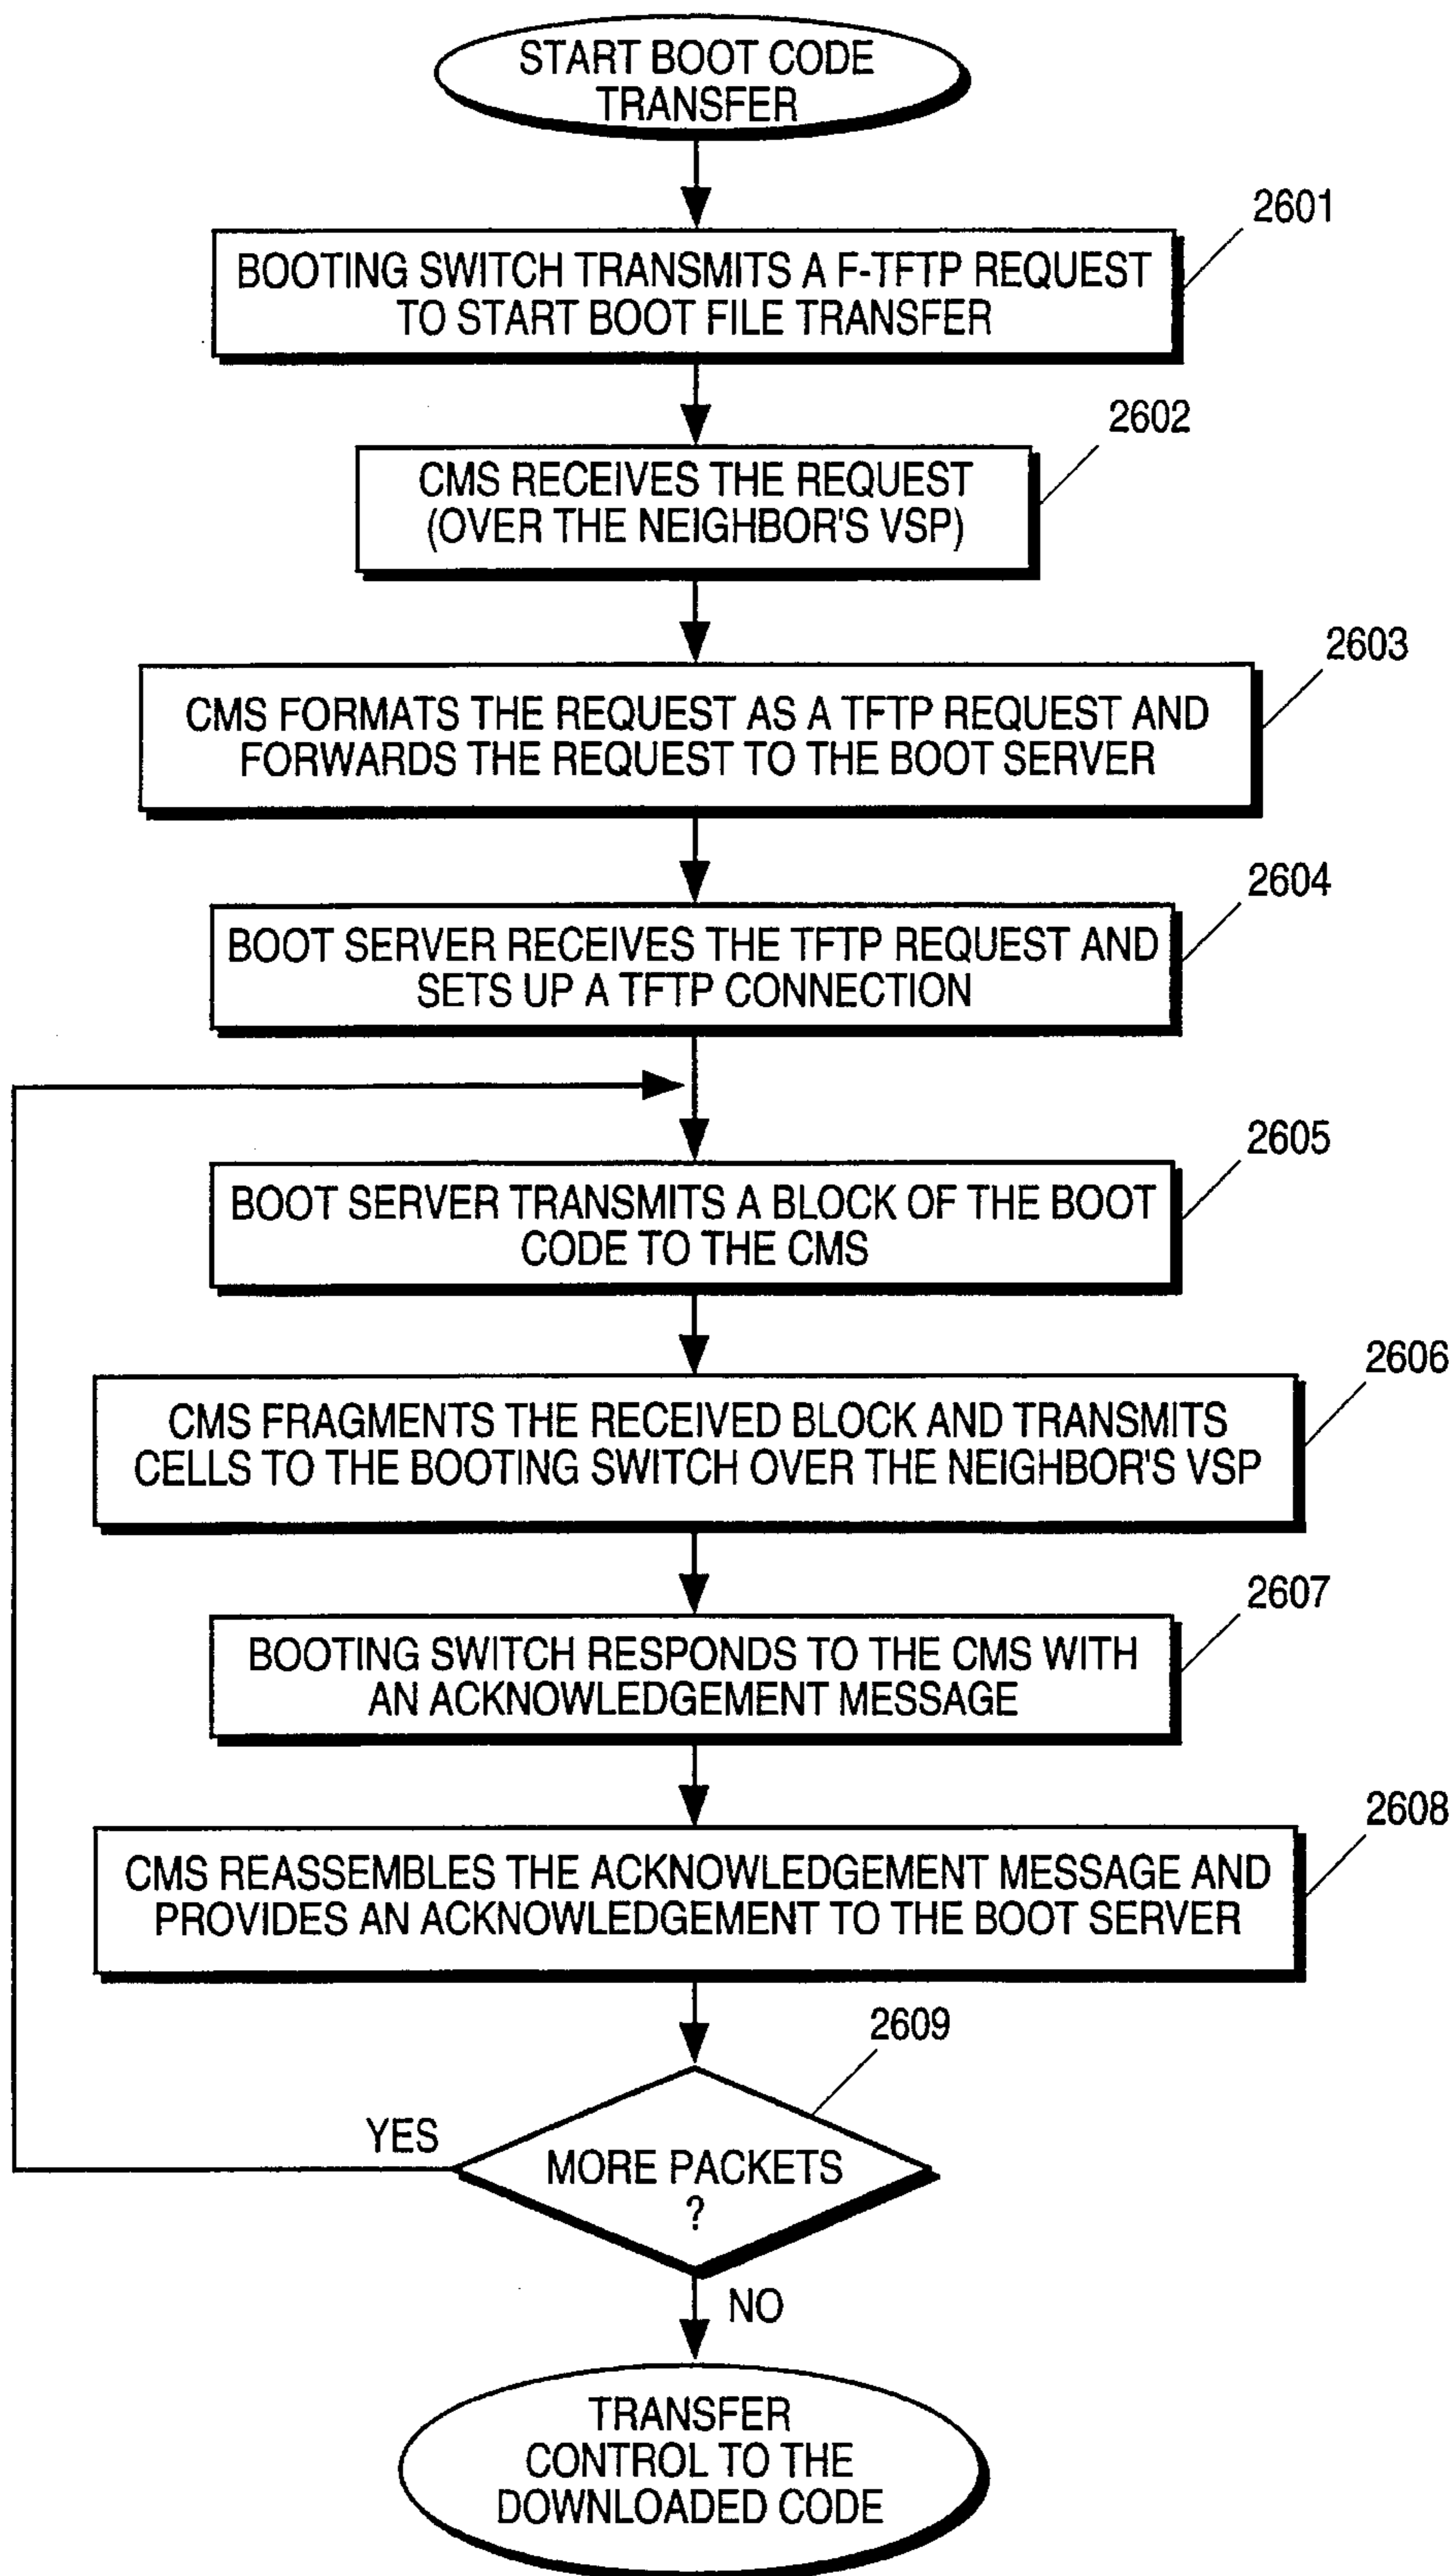 START BOOT CODE
TRANSFER
2601
BOOTING SWITCH TRANSMITS A F-TFTP REQUEST
TO START BOOT FILE TRANSFER
2602
CMS RECEIVES THE REQUEST
(OVER THE NEIGHBOR'S VSP)
2603
CMS FORMATS THE REQUEST AS A TFTP REQUEST AND
FORWARDS THE REQUEST TO THE BOOT SERVER
2604
BOOT SERVER RECEIVES THE TFTP REQUEST AND
SETS UP A TFTP CONNECTION
2605
BOOT SERVER TRANSMITS A BLOCK OF THE BOOT
CODE TO THE CMS
2606
CMS FRAGMENTS THE RECEIVED BLOCK AND TRANSMITS
CELLS TO THE BOOTING SWITCH OVER THE NEIGHBOR'S VSP
2607
BOOTING SWITCH RESPONDS TO THE CMS WITH
AN ACKNOWLEDGEMENT MESSAGE
2608
CMS REASSEMBLES THE ACKNOWLEDGEMENT MESSAGE AND
PROVIDES AN ACKNOWLEDGEMENT TO THE BOOT SERVER
2609
YES
MORE PACKETS
?
NO
TRANSFER
CONTROL TO THE
DOWNLOADED CODE